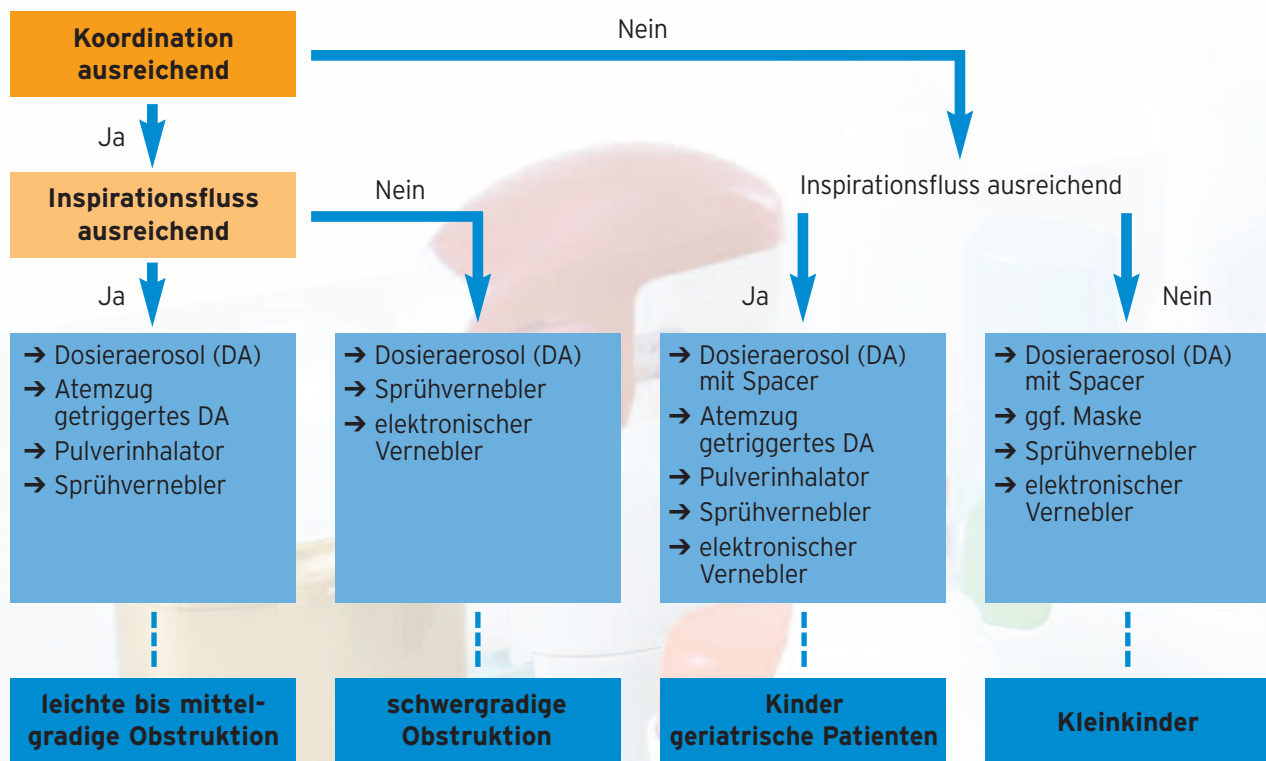 Koordination
ausreichend
Nein
Ja
Inspirationsfluss
ausreichend
Nein
Inspirationsfluss ausreichend
Ja
Ja
Nein
➔ Dosieraerosol (DA)
➔ Atemzug
getriggertes DA
➔ Pulverinhalator
➔ Sprühvernebler
➔ Dosieraerosol (DA)
➔ Sprühvernebler
➔ elektronischer
Vernebler
➔ Dosieraerosol (DA)
mit Spacer
➔ Atemzug
getriggertes DA
➔ Pulverinhalator
➔ Sprühvernebler
➔ elektronischer
Vernebler
➔ Dosieraerosol (DA)
mit Spacer
➔ ggf. Maske
➔ Sprühvernebler
➔ elektronischer
Vernebler
leichte bis mittel-
gradige Obstruktion
schwergradige
Obstruktion
Kinder
geriatrische Patienten
Kleinkinder